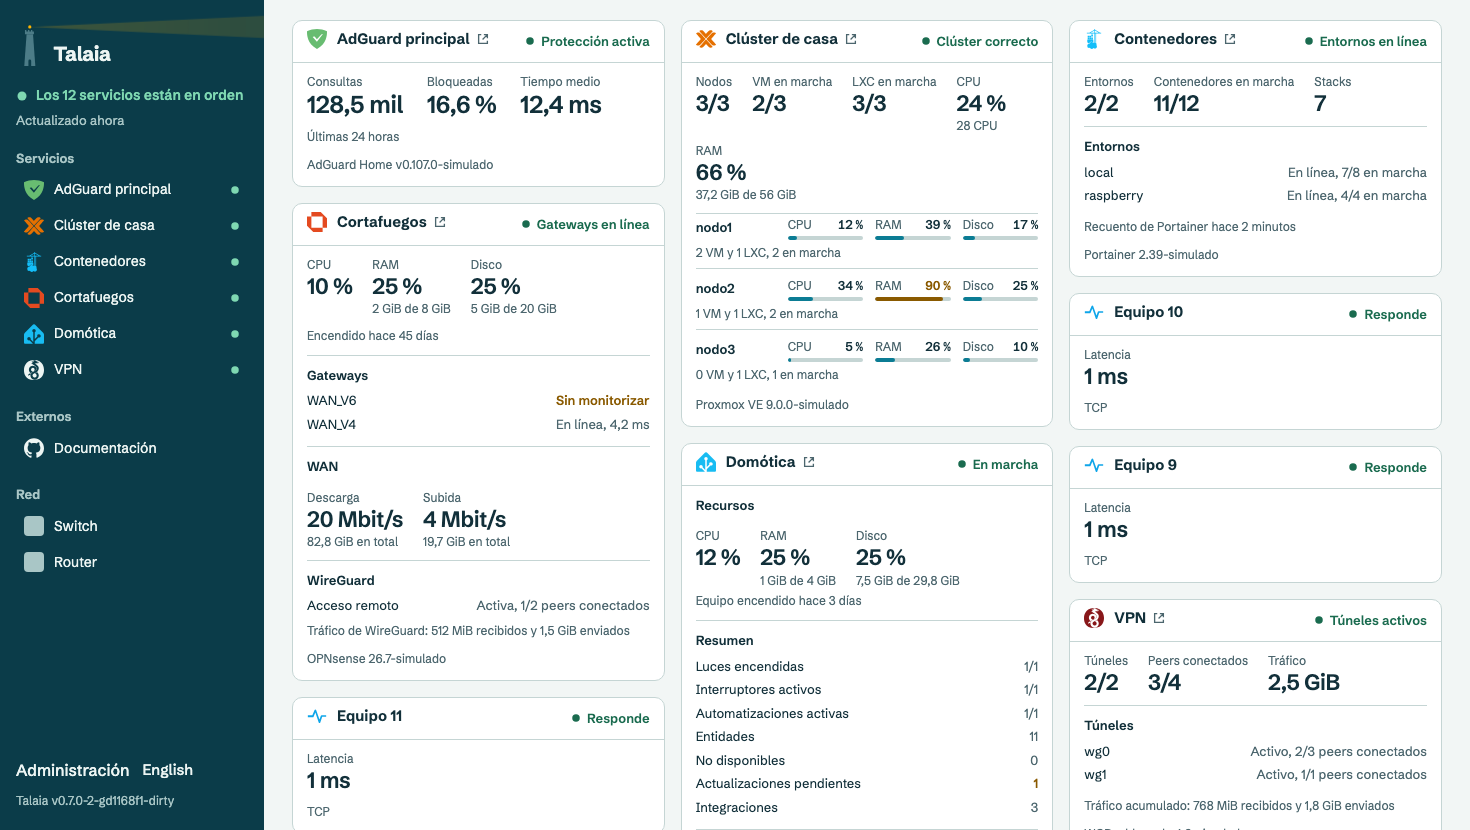 Talaia
Los 12 servicios están en orden
Actualizado ahora
Servicios
AdGuard principal
Clúster de casa
Contenedores
Cortafuegos
Domótica
VPN
Externos
Documentación
Red
Switch
Router
Administración English
Talaia v0.7.0-2-gd1168f1-dirty
AdGuard principal Protección activa
Consultas Bloqueadas Tiempo medio
128,5 mil 16,6 % 12,4 ms
Últimas 24 horas
AdGuard Home v0.107.0-simulado
Cortafuegos Gateways en línea
CPU RAM Disco
10 % 25 % 25 %
2 GiB de 8 GiB 5 GiB de 20 GiB
Encendido hace 45 días
Gateways
WAN_V6 Sin monitorizar
WAN_V4 En línea, 4,2 ms
WAN
Descarga Subida
20 Mbit/s 4 Mbit/s
82,8 GiB en total 19,7 GiB en total
WireGuard
Acceso remoto Activa, 1/2 peers conectados
Tráfico de WireGuard: 512 MiB recibidos y 1,5 GiB enviados
OPNsense 26.7-simulado
Equipo 11 Responde
Latencia
1 ms
TCP
Clúster de casa Clúster correcto
Nodos VM en marcha LXC en marcha CPU
3/3 2/3 3/3 24 %
28 CPU
RAM
66 %
37,2 GiB de 56 GiB
nodo1 CPU 12 % RAM 39 % Disco 17 %
2 VM y 1 LXC, 2 en marcha
nodo2 CPU 34 % RAM 90 % Disco 25 %
1 VM y 1 LXC, 2 en marcha
nodo3 CPU 5 % RAM 26 % Disco 10 %
0 VM y 1 LXC, 1 en marcha
Proxmox VE 9.0.0-simulado
Domótica En marcha
Recursos
CPU RAM Disco
12 % 25 % 25 %
1 GiB de 4 GiB 7,5 GiB de 29,8 GiB
Equipo encendido hace 3 días
Resumen
Luces encendidas 1/1
Interruptores activos 1/1
Automatizaciones activas 1/1
Entidades 11
No disponibles 0
Actualizaciones pendientes 1
Integraciones 3
Contenedores Entornos en línea
Entornos Contenedores en marcha Stacks
2/2 11/12 7
Entornos
local En línea, 7/8 en marcha
raspberry En línea, 4/4 en marcha
Recuento de Portainer hace 2 minutos
Portainer 2.39-simulado
Equipo 10 Responde
Latencia
1 ms
TCP
Equipo 9 Responde
Latencia
1 ms
TCP
VPN Túneles activos
Túneles Peers conectados Tráfico
2/2 3/4 2,5 GiB
Túneles
wg0 Activo, 2/3 peers conectados
wg1 Activo, 1/1 peers conectados
Tráfico acumulado: 768 MiB recibidos y 1,8 GiB enviados